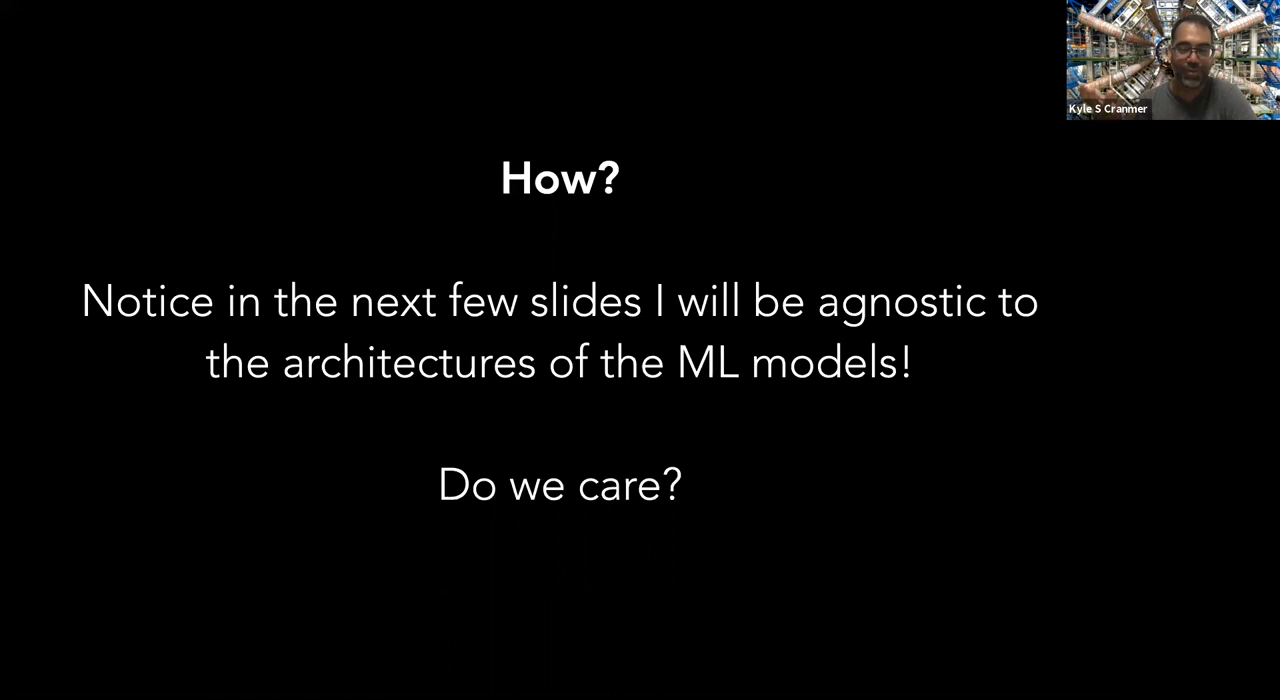 Kyle S Cranmer
How?
Notice in the next few slides I will be agnostic to
the architectures of the ML models!
Do we care?